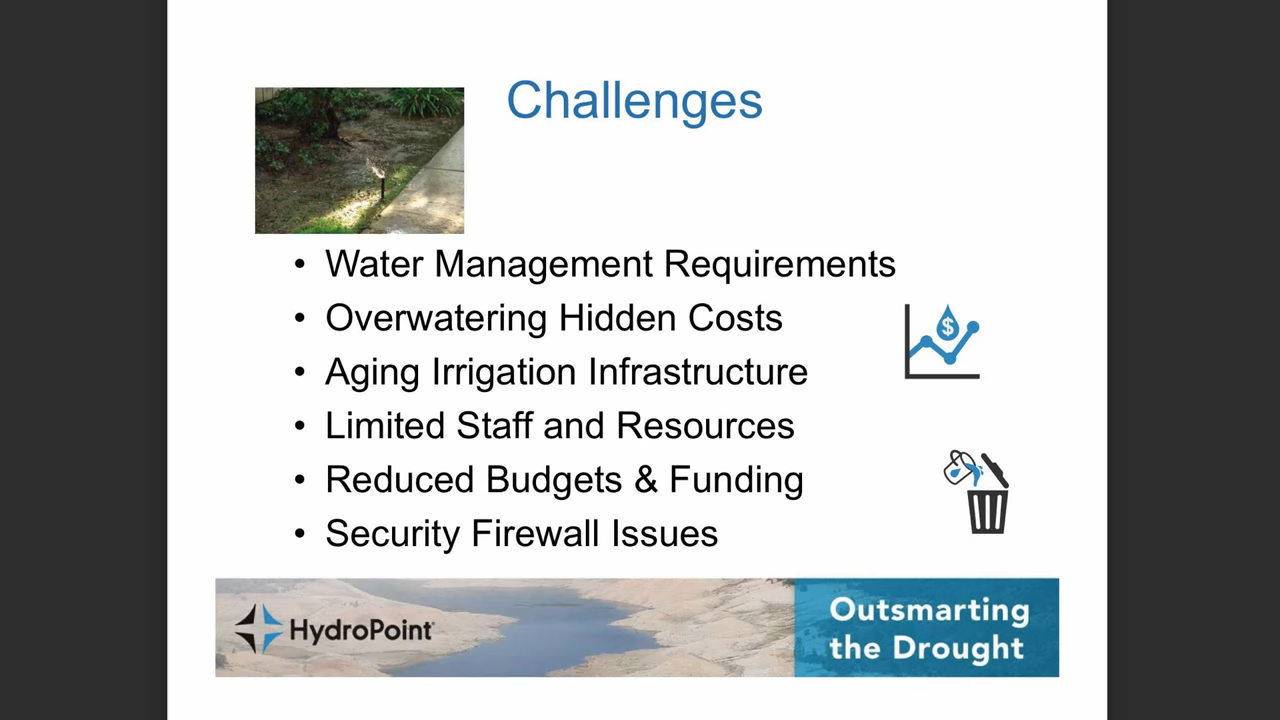 Challenges
• Water Management Requirements
• Overwatering Hidden Costs
$
• Aging Irrigation Infrastructure
• Limited Staff and Resources
• Reduced Budgets & Funding
• Security Firewall Issues
HydroPoint
Outsmarting
the Drought